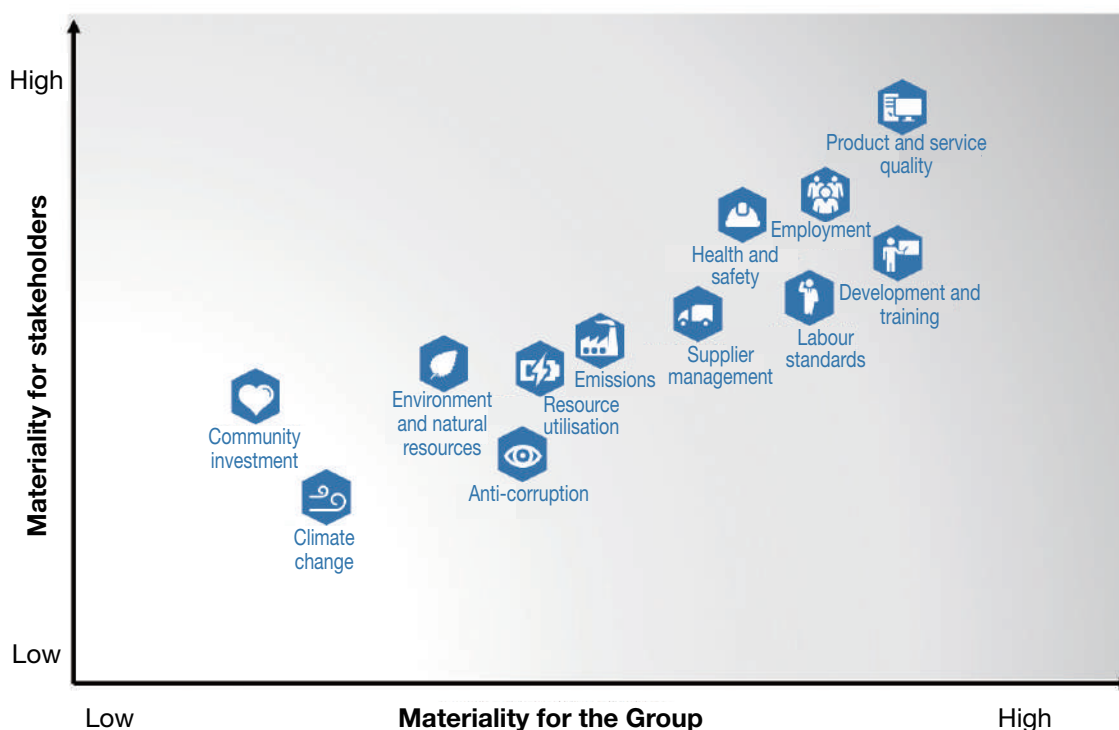 High
Product and service
quality
Employment
Health and
safety
Development and
training
Labour
standards
Supplier
management
Emissions
Resource
utilisation
Environment
and natural
resources
Community
investment
Anti-corruption
Climate
change
Materiality for stakeholders
Low
Low
Materiality for the Group
High